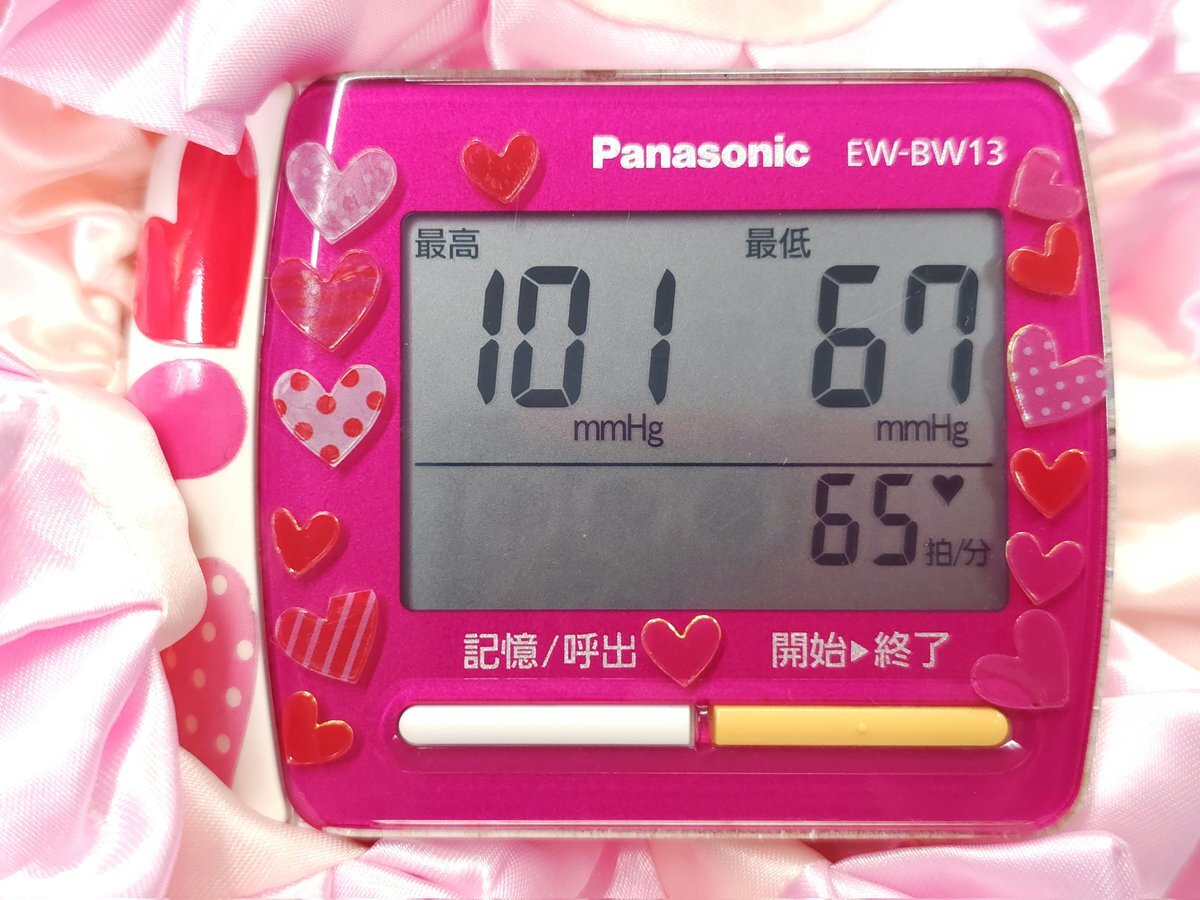 Panasonic EW-BW13
最高 最低
101 67
mmHg mmHg
65 ♥
拍/分
記憶/呼出 開始▶終了